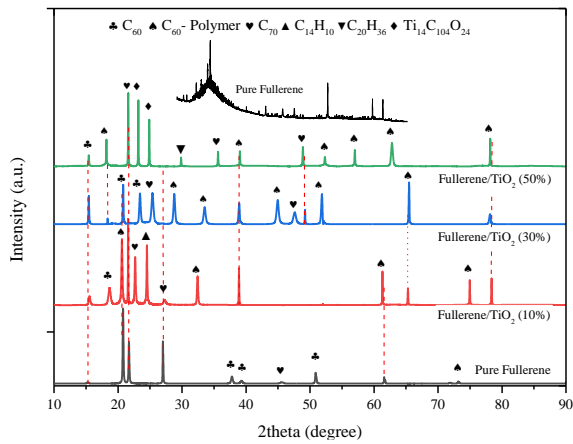 ♣ C60 ♠ C60- Polymer ♥ C70 ▲ C14H10 ▼ C20H36 ♦ Ti14C104O24
Pure Fullerene
Fullerene/TiO2 (50%)
Fullerene/TiO2 (30%)
Fullerene/TiO2 (10%)
Pure Fullerene
Intensity (a.u.)
10 20 30 40 50 60 70 80 90
2theta (degree)